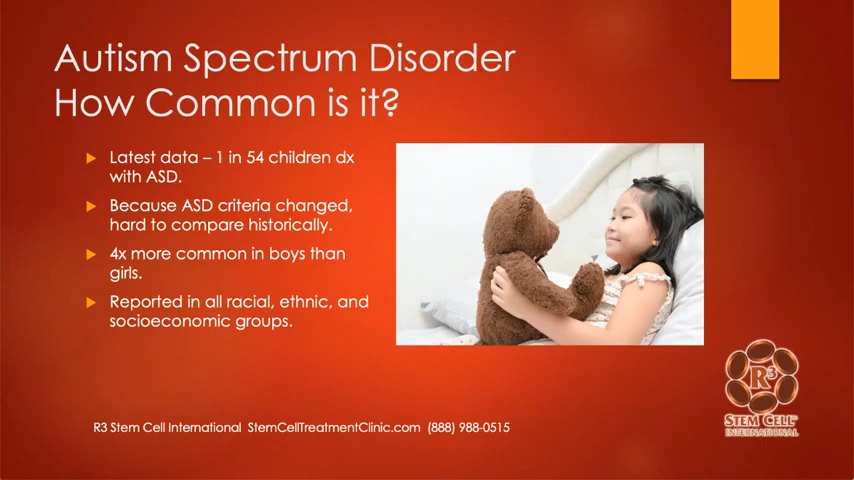 Autism Spectrum Disorder
How Common is it?
Latest data – 1 in 54 children dx
with ASD.
Because ASD criteria changed,
hard to compare historically.
4x more common in boys than
girls.
Reported in all racial, ethnic, and
socioeconomic groups.
R3
STEM CELL™
INTERNATIONAL
R3 Stem Cell International StemCellTreatmentClinic.com (888) 988-0515